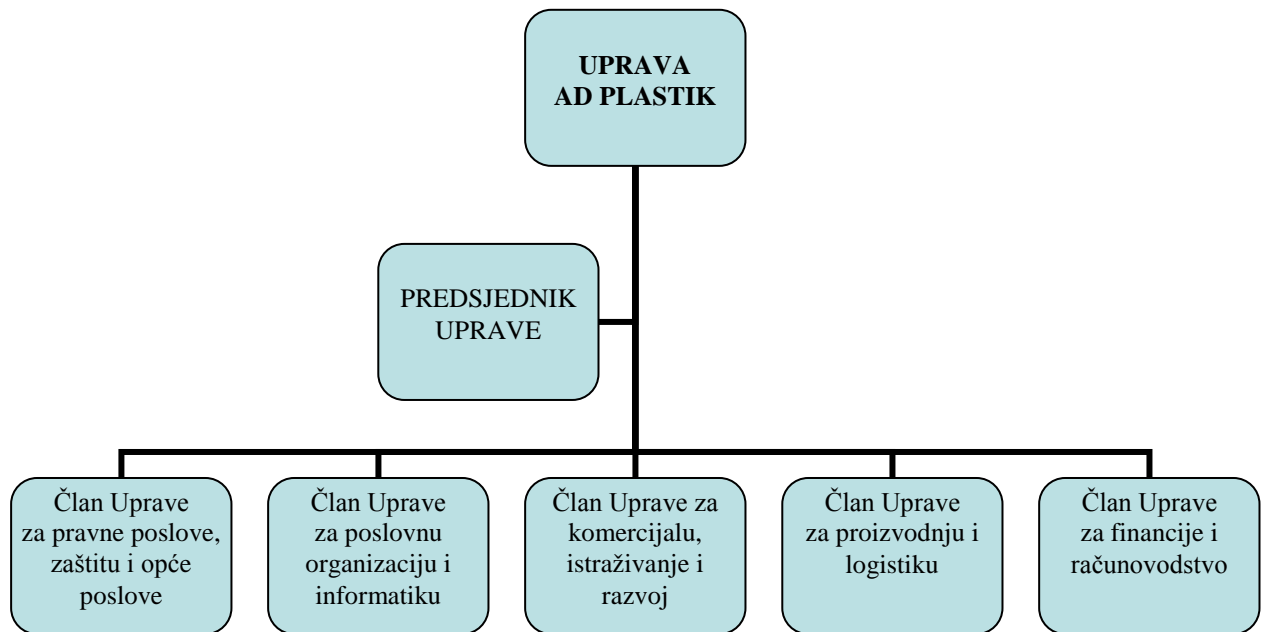 UPRAVA
AD PLASTIK
PREDSJEDNIK
UPRAVE
Član Uprave
za pravne poslove,
zaštitu i opće
poslove
Član Uprave
za poslovnu
organizaciju i
informatiku
Član Uprave za
komercijalu,
istraživanje i
razvoj
Član Uprave
za proizvodnju i
logistiku
Član Uprave
za financije i
računovodstvo